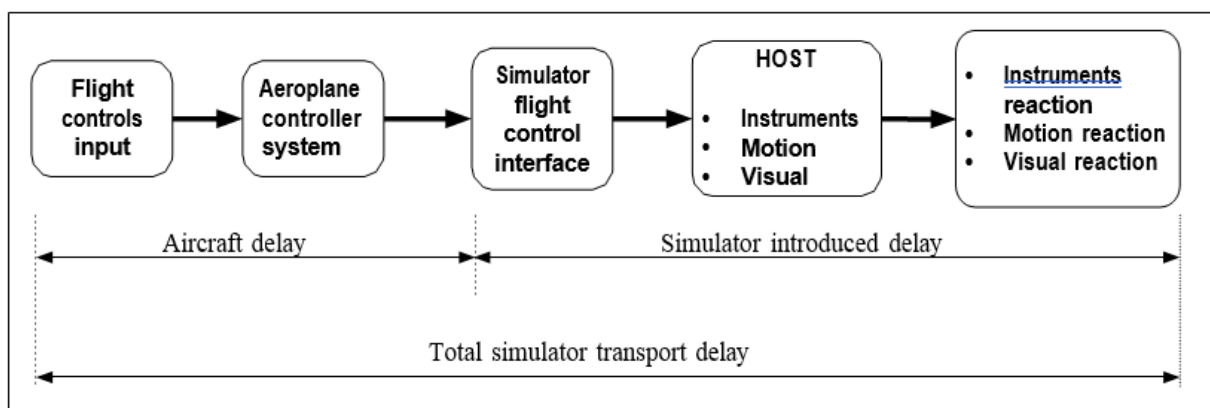 Flight
controls
input
Aeroplane
controller
system
Simulator
flight
control
interface
HOST
• Instruments
• Motion
• Visual
• Instruments
reaction
• Motion reaction
• Visual reaction
Aircraft delay
Simulator introduced delay
Total simulator transport delay